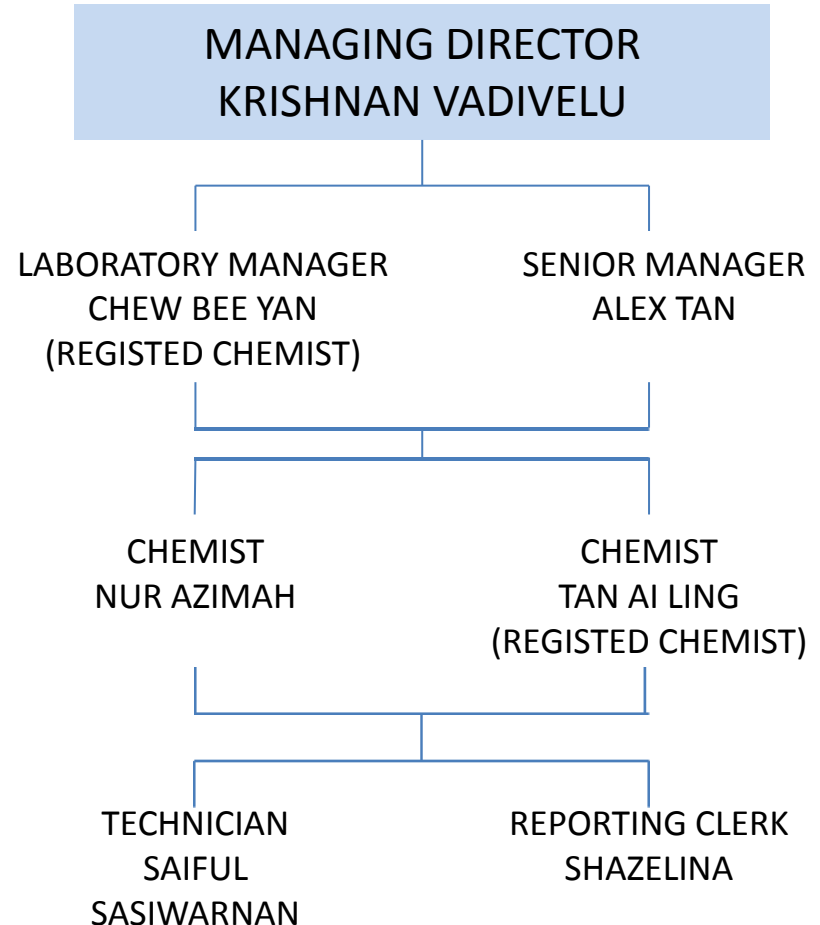 MANAGING DIRECTOR
KRISHNAN VADIVELU
LABORATORY MANAGER
CHEW BEE YAN
(REGISTED CHEMIST)
SENIOR MANAGER
ALEX TAN
CHEMIST
NUR AZIMAH
CHEMIST
TAN AI LING
(REGISTED CHEMIST)
TECHNICIAN
SAIFUL
SASIWARNAN
REPORTING CLERK
SHAZELINA